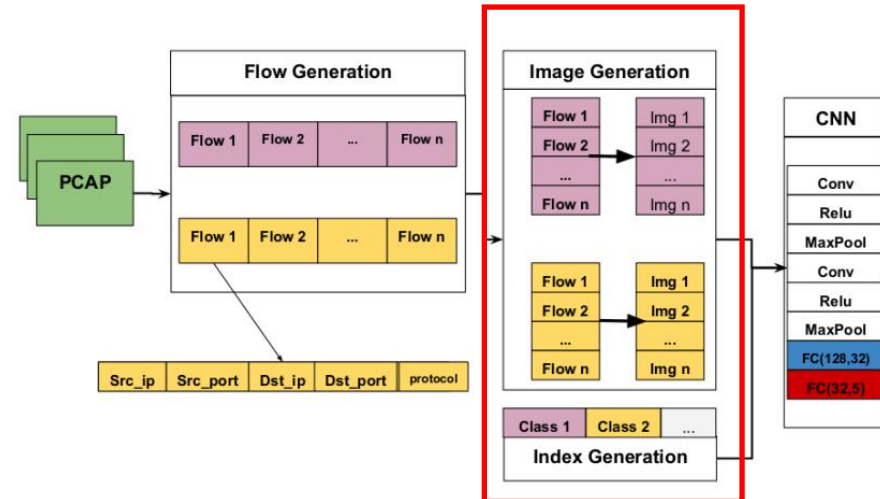 Flow Generation
Flow 1 Flow 2 ... Flow n
Flow 1 Flow 2 ... Flow n
PCAP
Src_ip Src_port Dst_ip Dst_port protocol
Image Generation
Flow 1 Img 1
Flow 2 Img 2
... ...
Flow n Img n
Flow 1 Img 1
Flow 2 Img 2
... ...
Flow n Img n
Class 1 Class 2 ...
Index Generation
CNN
Conv
Relu
MaxPool
Conv
Relu
MaxPool
FC(128,32)
FC(32,5)